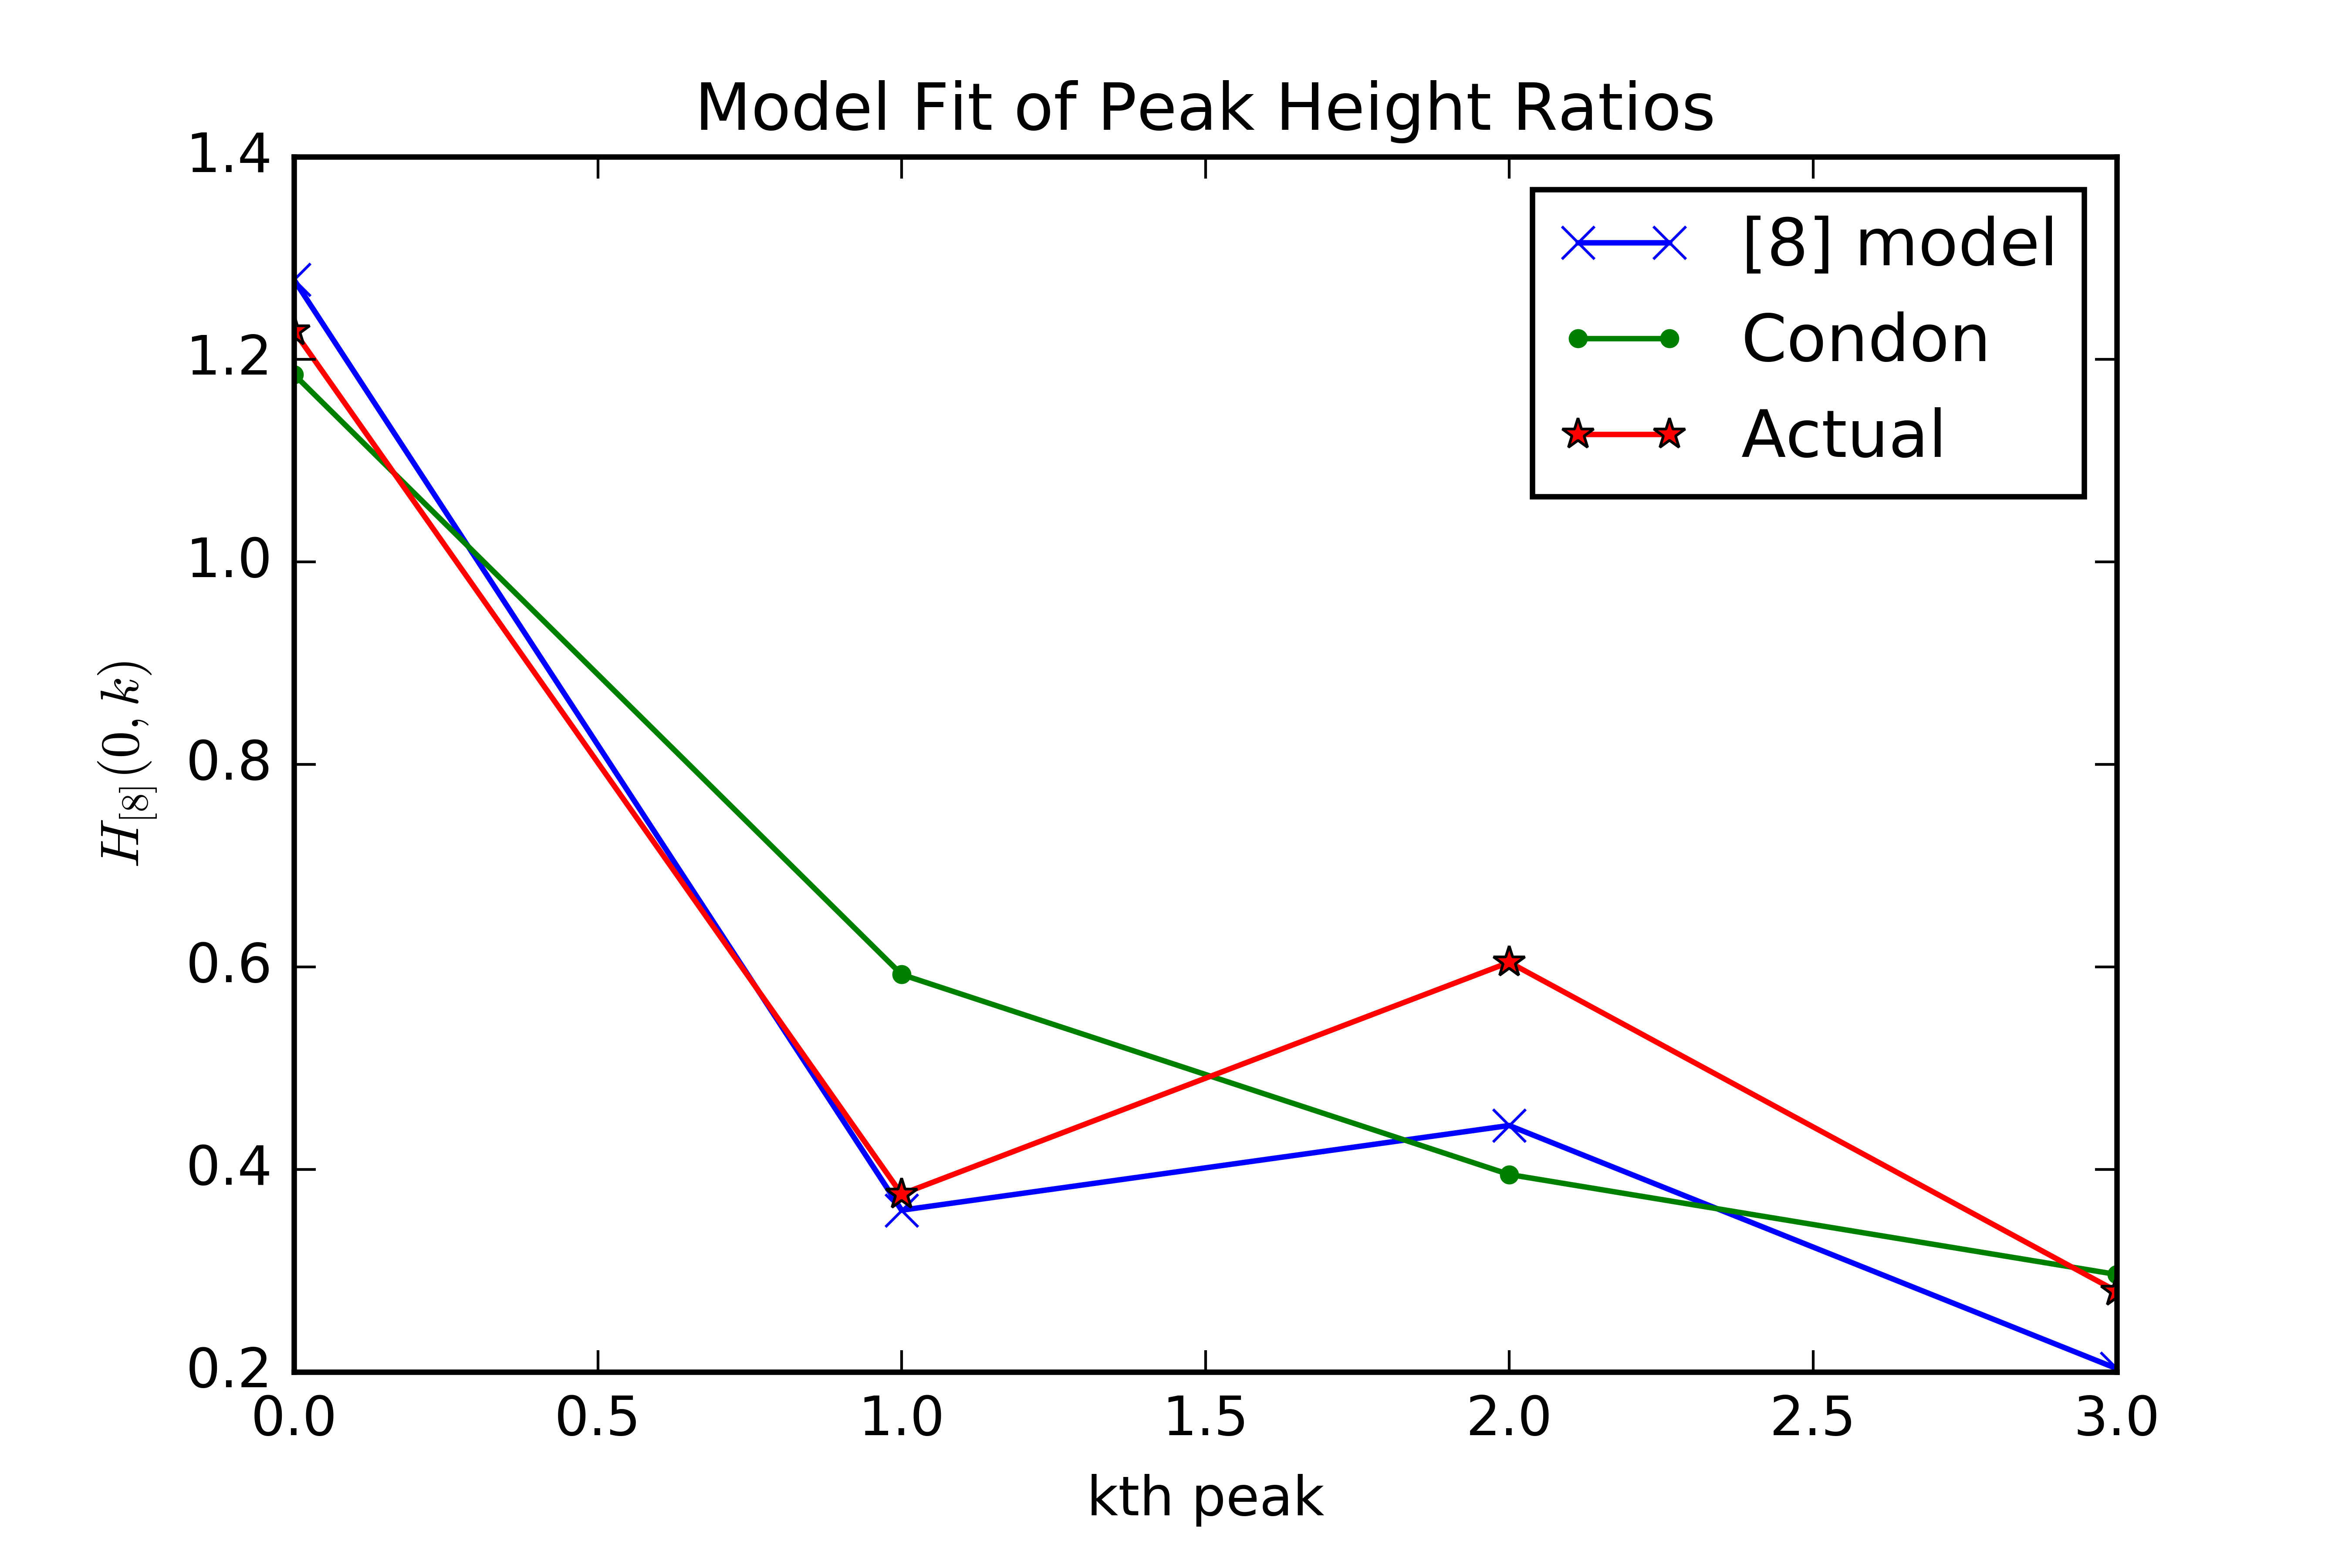 Model Fit of Peak Height Ratios
1.4
1.2
1.0
0.8
0.6
0.4
0.2
H[8](0, k)
[8] model
Condon
Actual
0.0 0.5 1.0 1.5 2.0 2.5 3.0
kth peak